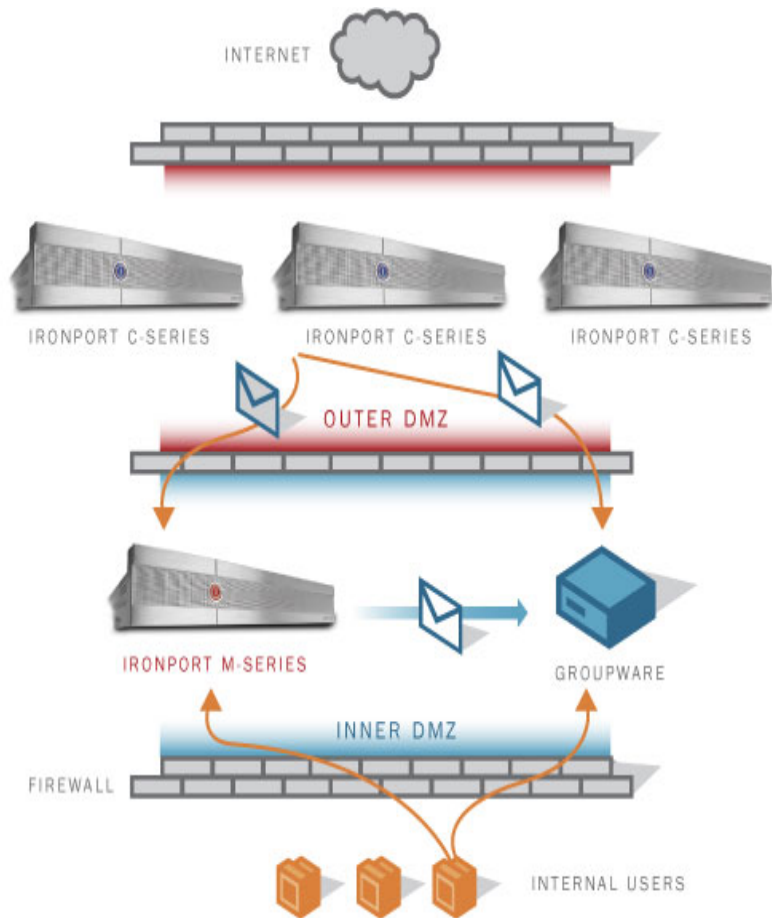 INTERNET
IRONPORT C-SERIES
IRONPORT C-SERIES
IRONPORT C-SERIES
OUTER DMZ
IRONPORT M-SERIES
GROUPWARE
INNER DMZ
FIREWALL
INTERNAL USERS